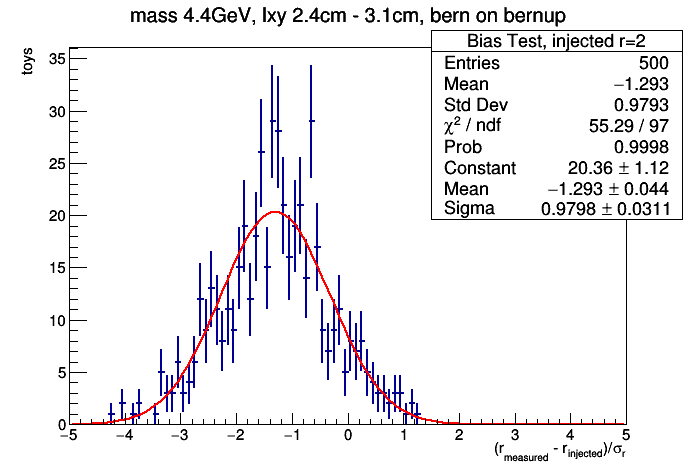 mass 4.4GeV, lxy 2.4cm - 3.1cm, bern on bernup
Bias Test, injected r=2
Entries 500
Mean −1.293
Std Dev 0.9793
χ² / ndf 55.29 / 97
Prob 0.9998
Constant 20.36 ± 1.12
Mean −1.293 ± 0.044
Sigma 0.9798 ± 0.0311
toys
35
30
25
20
15
10
5
0
−5 −4 −3 −2 −1 0 1 2 3 4 5
(r_measured - r_injected)/σ_r